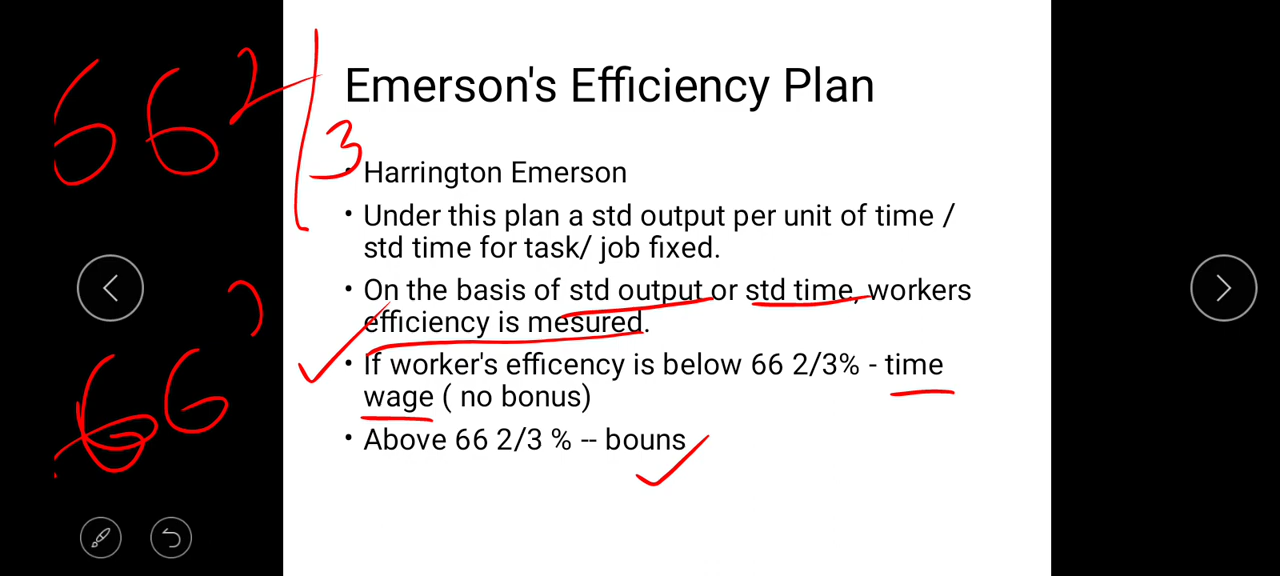 66 2/3
Emerson's Efficiency Plan
• Harrington Emerson
• Under this plan a std output per unit of time /
std time for task/ job fixed.
• On the basis of std output or std time, workers
efficiency is mesured.
• If worker's efficency is below 66 2/3% - time
wage ( no bonus)
• Above 66 2/3 % -- bouns
66